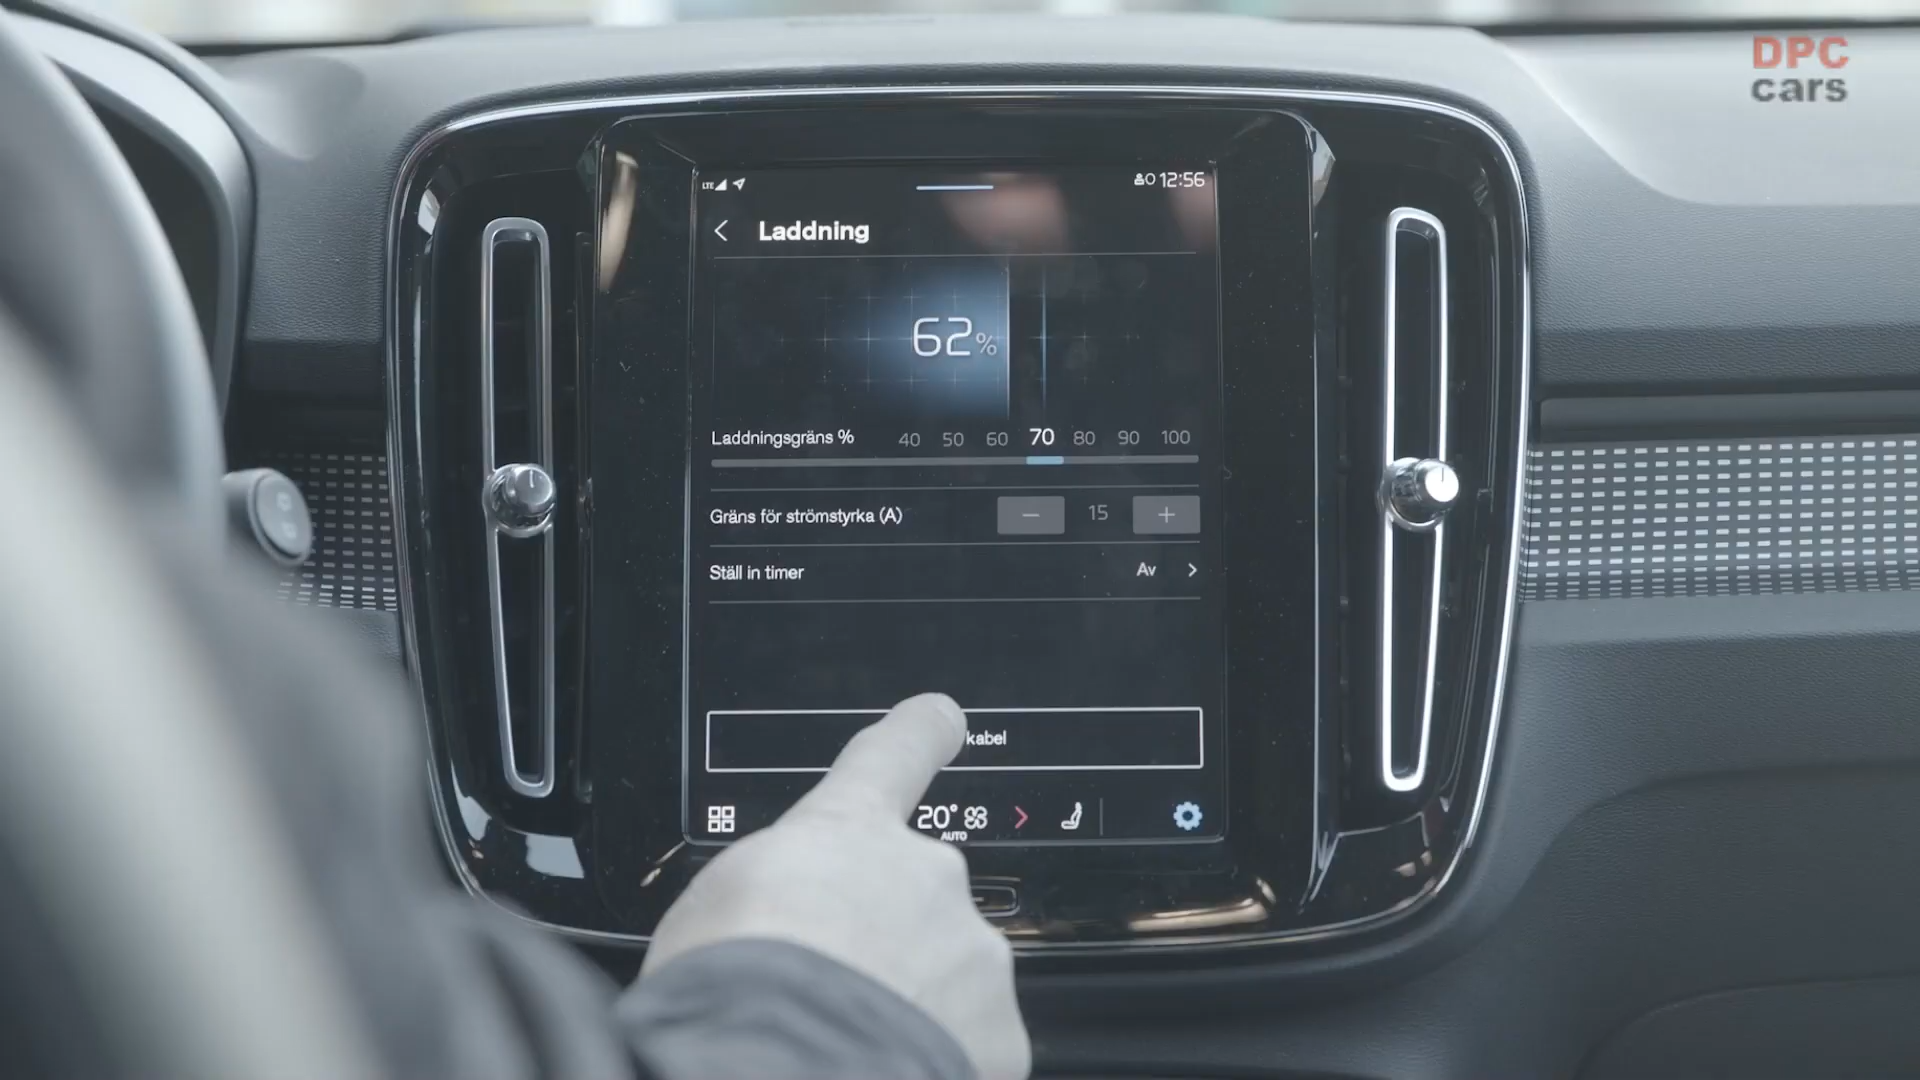 DPC
cars
LTE 12:56
Laddning
62%
Laddningsgräns % 40 50 60 70 80 90 100
Gräns för strömstyrka (A) − 15 +
Ställ in timer Av
kabel
20°
AUTO